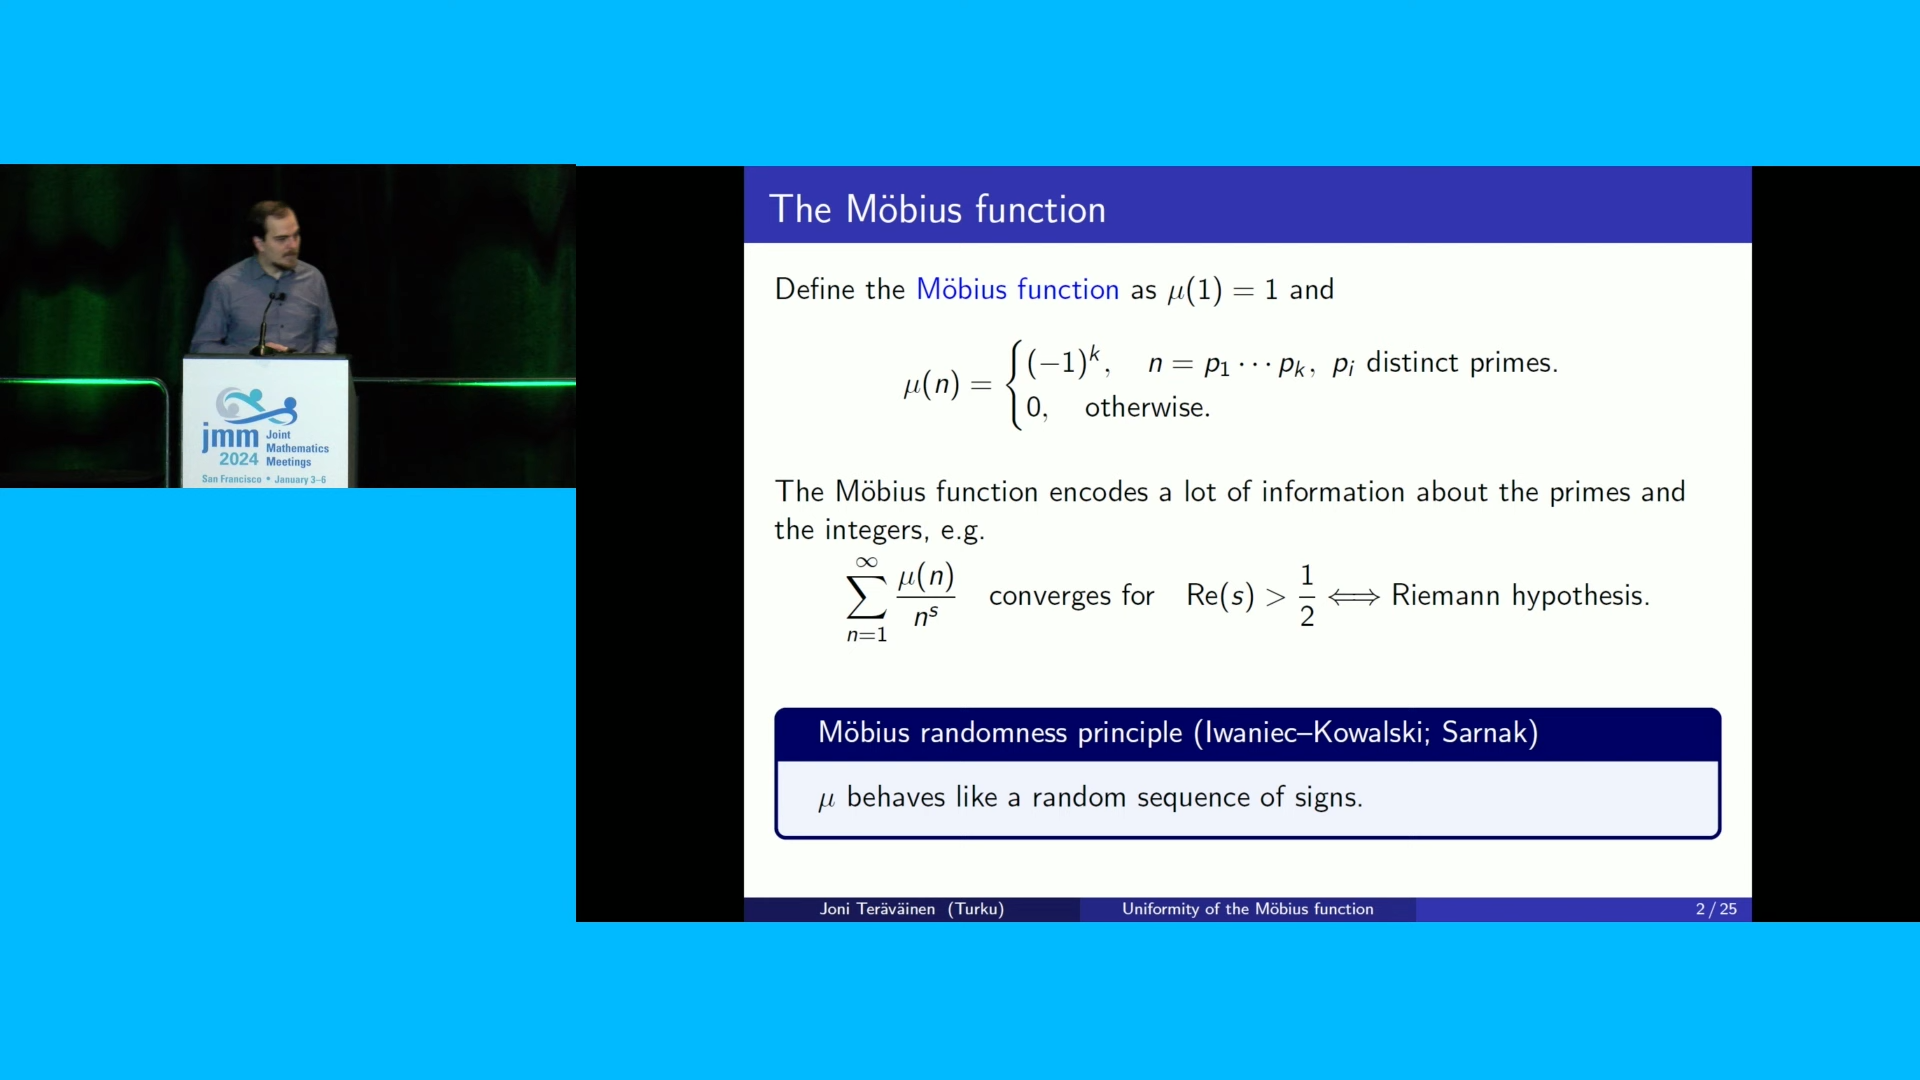 The Möbius function
Define the Möbius function as μ(1) = 1 and
μ(n) = { (−1)^k, n = p₁ ⋯ pₖ, pᵢ distinct primes.
0, otherwise.
The Möbius function encodes a lot of information about the primes and
the integers, e.g.
∑_{n=1}^{∞} μ(n)/n^s converges for Re(s) > 1/2 ⟺ Riemann hypothesis.
Möbius randomness principle (Iwaniec–Kowalski; Sarnak)
μ behaves like a random sequence of signs.
Joni Teräväinen (Turku) Uniformity of the Möbius function 2 / 25
jmm Joint
Mathematics
2024 Meetings
San Francisco • January 3–6